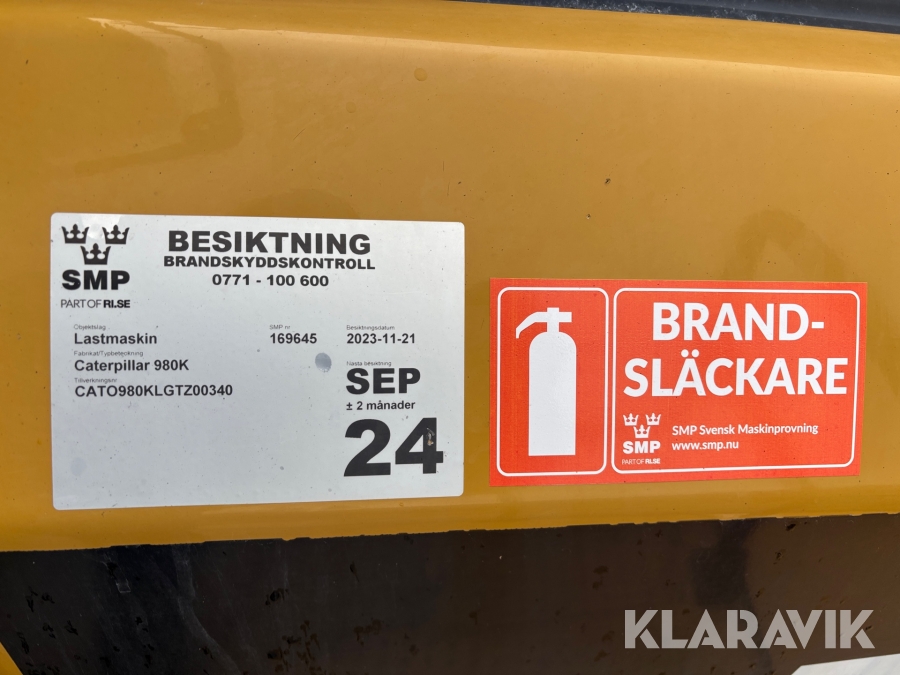 BESIKTNING
BRANDSKYDDSKONTROLL
0771 - 100 600
SMP
PART OF RI.SE
Objektslag
Lastmaskin
SMP nr
169645
Besiktningsdatum
2023-11-21
Fabrikat/Typbeteckning
Caterpillar 980K
Tillverkningsnr
CATO980KLGTZ00340
Nästa besiktning
SEP
± 2 månader
24
BRAND-
SLÄCKARE
SMP
PART OF RI.SE
SMP Svensk Maskinprovning
www.smp.nu
KLARAVIK